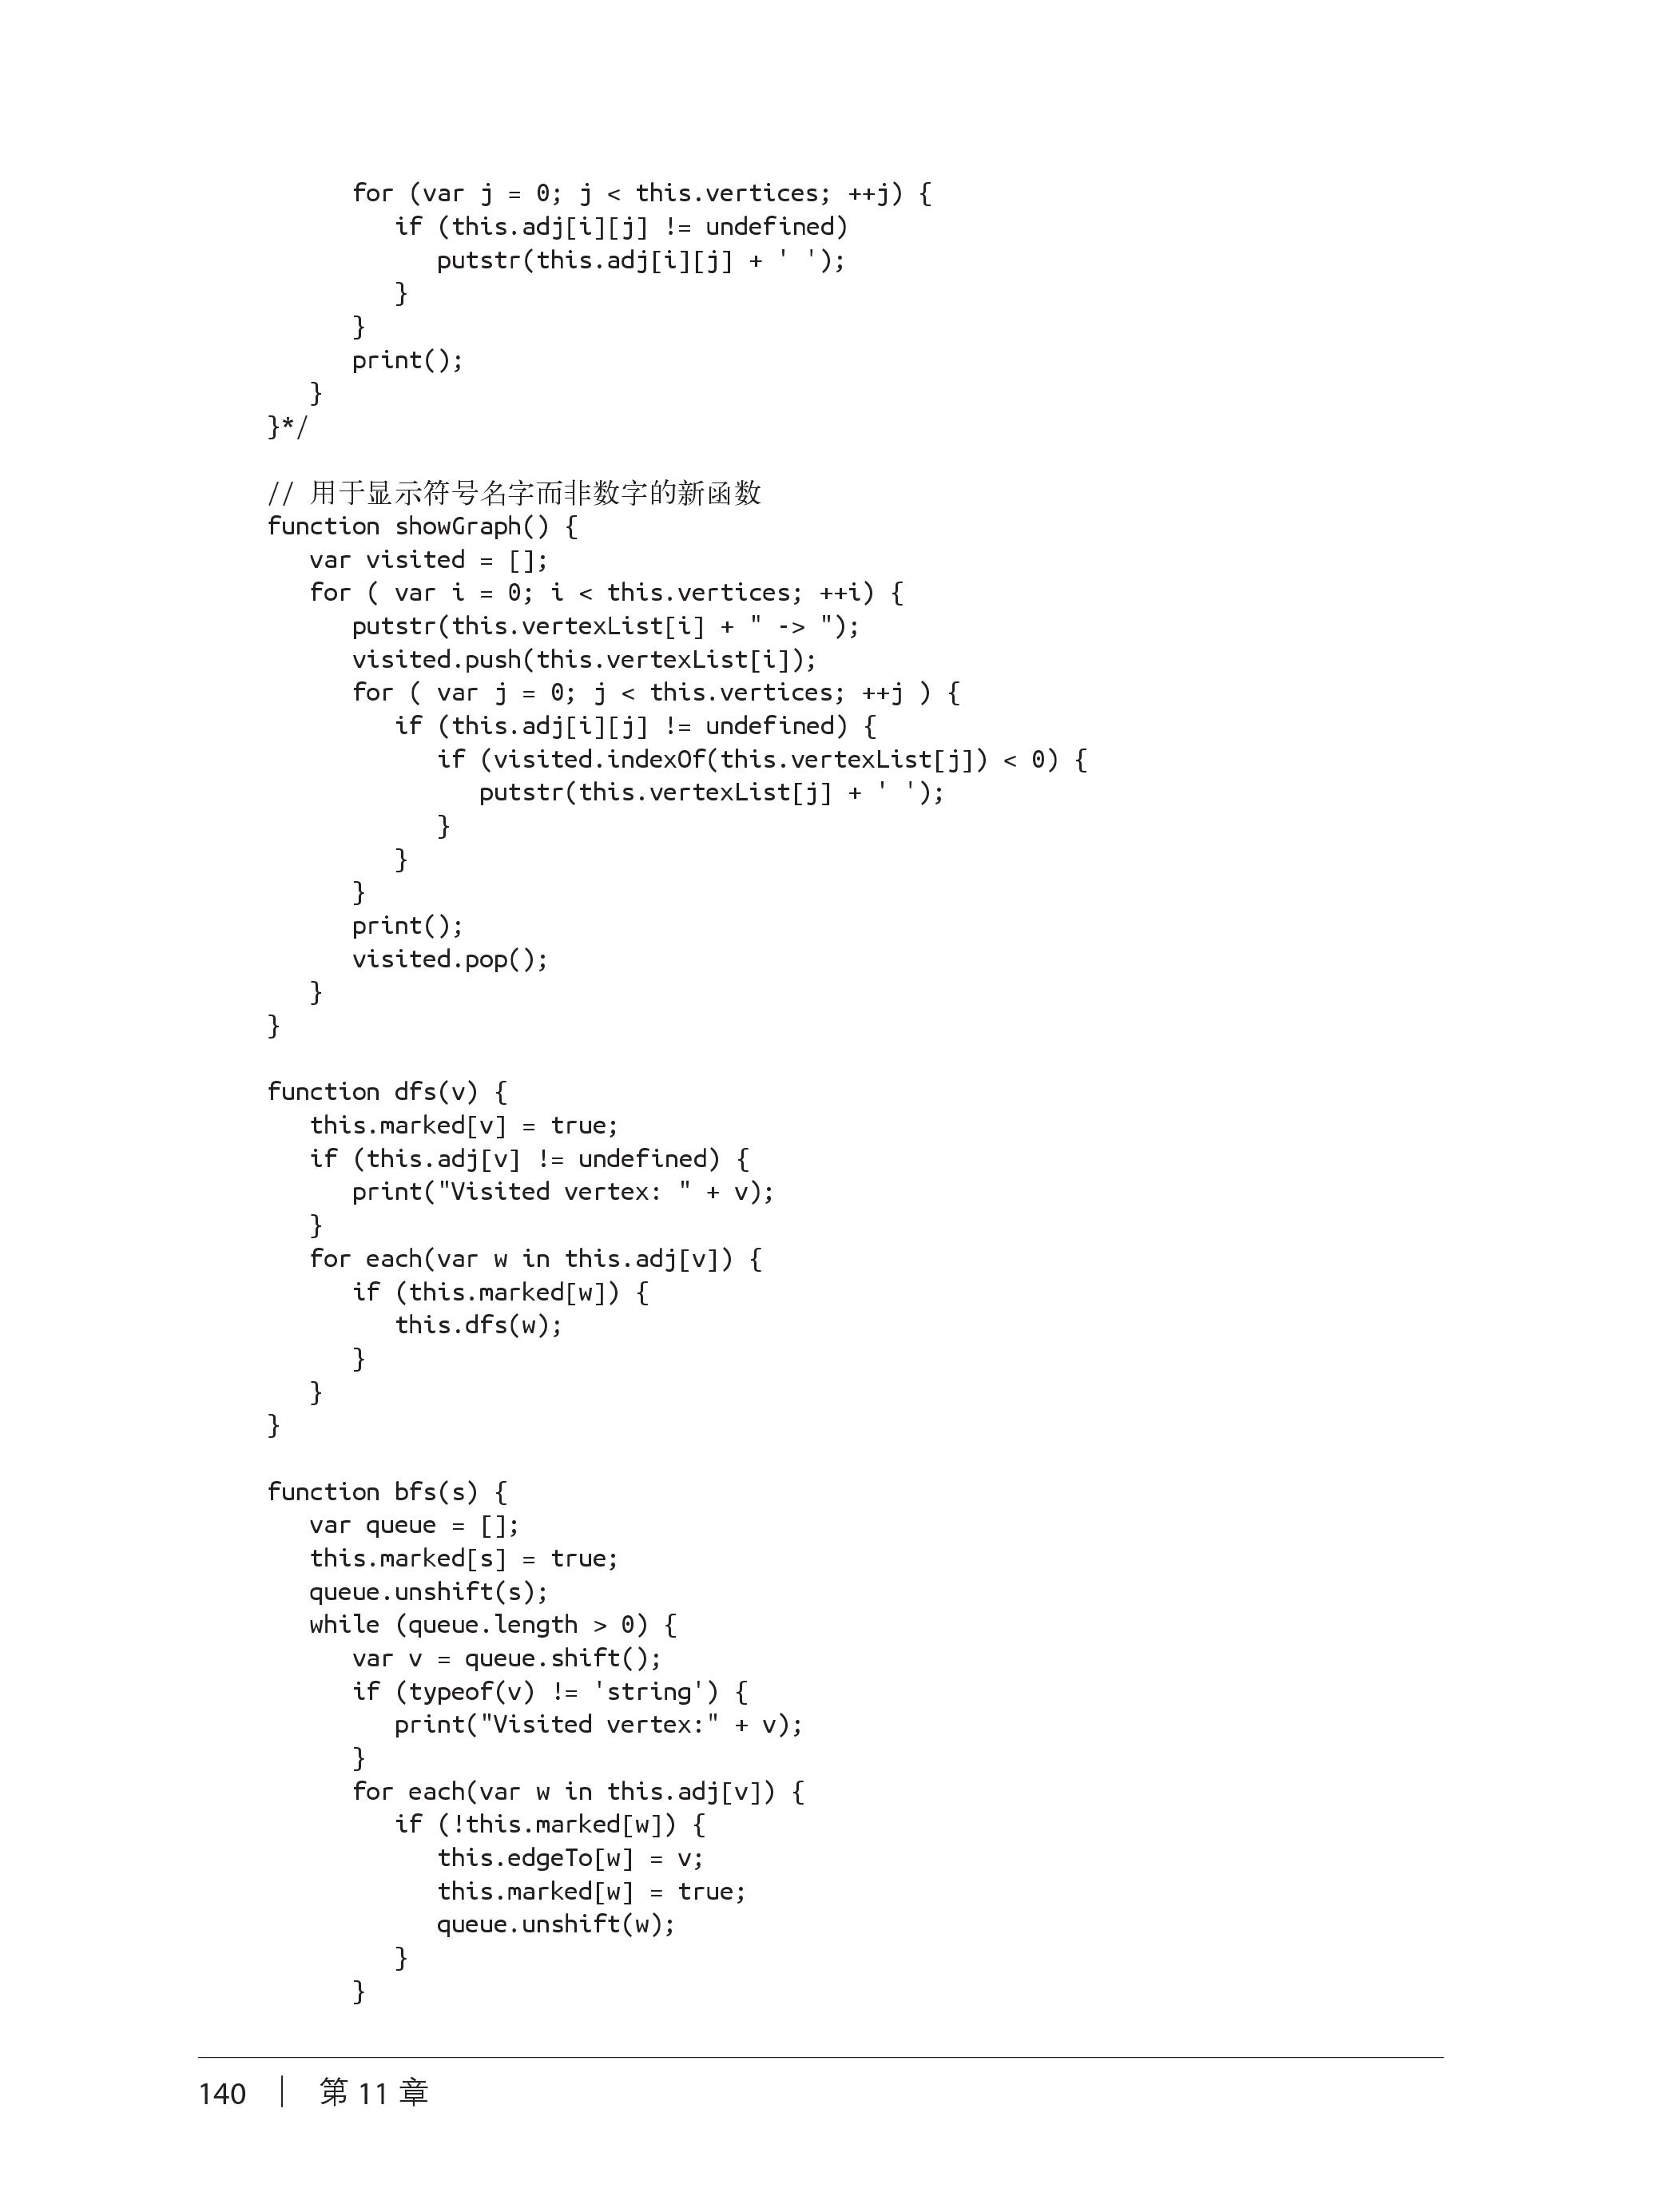 for (var j = 0; j < this.vertices; ++j) {
         if (this.adj[i][j] != undefined)
            putstr(this.adj[i][j] + ' ');
         }
      }
      print();
   }
}*/
// 用于显示符号名字而非数字的新函数
function showGraph() {
   var visited = [];
   for ( var i = 0; i < this.vertices; ++i) {
      putstr(this.vertexList[i] + " -> ");
      visited.push(this.vertexList[i]);
      for ( var j = 0; j < this.vertices; ++j ) {
         if (this.adj[i][j] != undefined) {
            if (visited.indexOf(this.vertexList[j]) < 0) {
               putstr(this.vertexList[j] + ' ');
            }
         }
      }
      print();
      visited.pop();
   }
}
function dfs(v) {
   this.marked[v] = true;
   if (this.adj[v] != undefined) {
      print("Visited vertex: " + v);
   }
   for each(var w in this.adj[v]) {
      if (this.marked[w]) {
         this.dfs(w);
      }
   }
}
function bfs(s) {
   var queue = [];
   this.marked[s] = true;
   queue.unshift(s);
   while (queue.length > 0) {
      var v = queue.shift();
      if (typeof(v) != 'string') {
         print("Visited vertex:" + v);
      }
      for each(var w in this.adj[v]) {
         if (!this.marked[w]) {
            this.edgeTo[w] = v;
            this.marked[w] = true;
            queue.unshift(w);
         }
      }
140 | 第 11 章